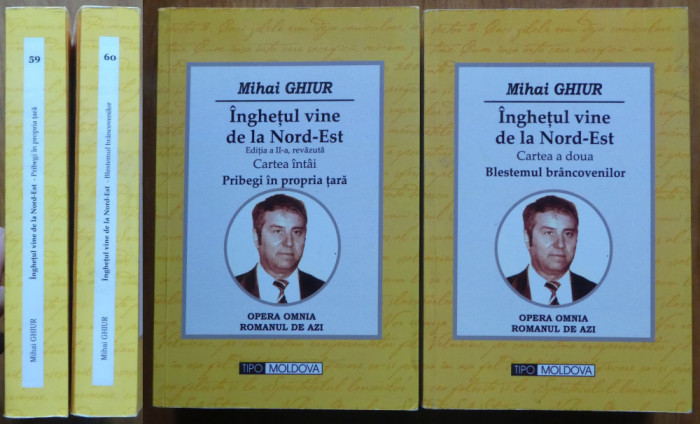 59
Înghețul vine de la Nord-Est - Pribegi în propria țară
Mihai GHIUR
60
Înghețul vine de la Nord-Est - Blestemul brâncovenilor
Mihai GHIUR
Mihai GHIUR
Înghețul vine
de la Nord-Est
Ediția a II-a, revăzută
Cartea întâi
Pribegi în propria țară
OPERA OMNIA
ROMANUL DE AZI
TIPO MOLDOVA
Mihai GHIUR
Înghețul vine
de la Nord-Est
Cartea a doua
Blestemul brâncovenilor
OPERA OMNIA
ROMANUL DE AZI
TIPO MOLDOVA